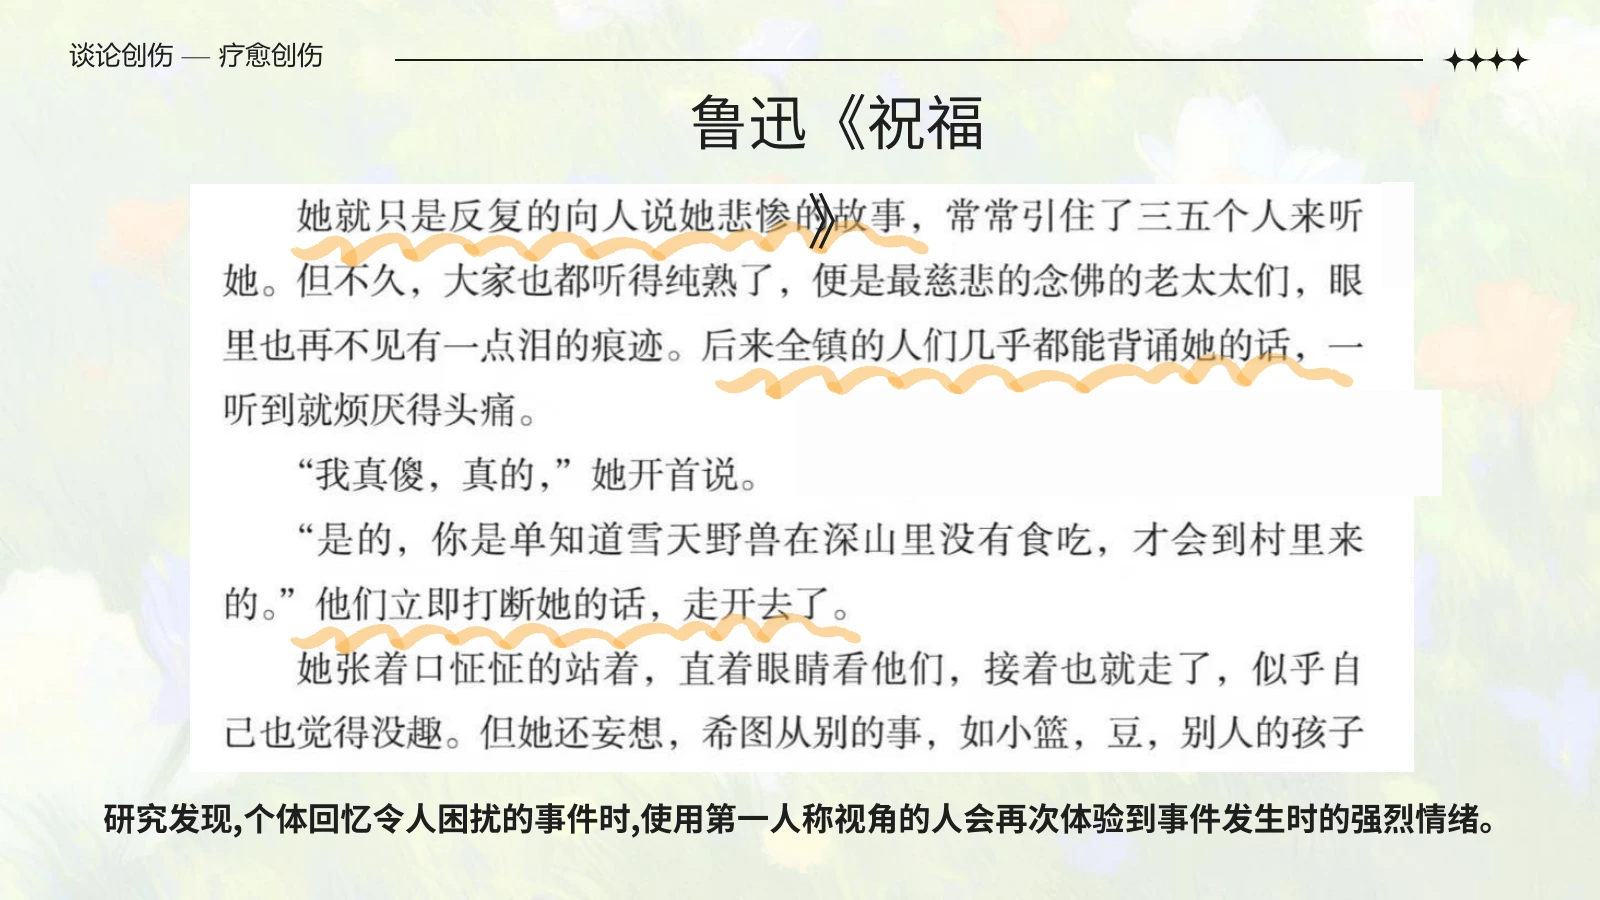 谈论创伤 — 疗愈创伤
鲁迅《祝福
》
她就只是反复的向人说她悲惨的故事，常常引住了三五个人来听
她。但不久，大家也都听得纯熟了，便是最慈悲的念佛的老太太们，眼
里也再不见有一点泪的痕迹。后来全镇的人们几乎都能背诵她的话，一
听到就烦厌得头痛。
“我真傻，真的，”她开首说。
“是的，你是单知道雪天野兽在深山里没有食吃，才会到村里来
的。”他们立即打断她的话，走开去了。
她张着口怔怔的站着，直着眼睛看他们，接着也就走了，似乎自
己也觉得没趣。但她还妄想，希图从别的事，如小篮，豆，别人的孩子
研究发现,个体回忆令人困扰的事件时,使用第一人称视角的人会再次体验到事件发生时的强烈情绪。